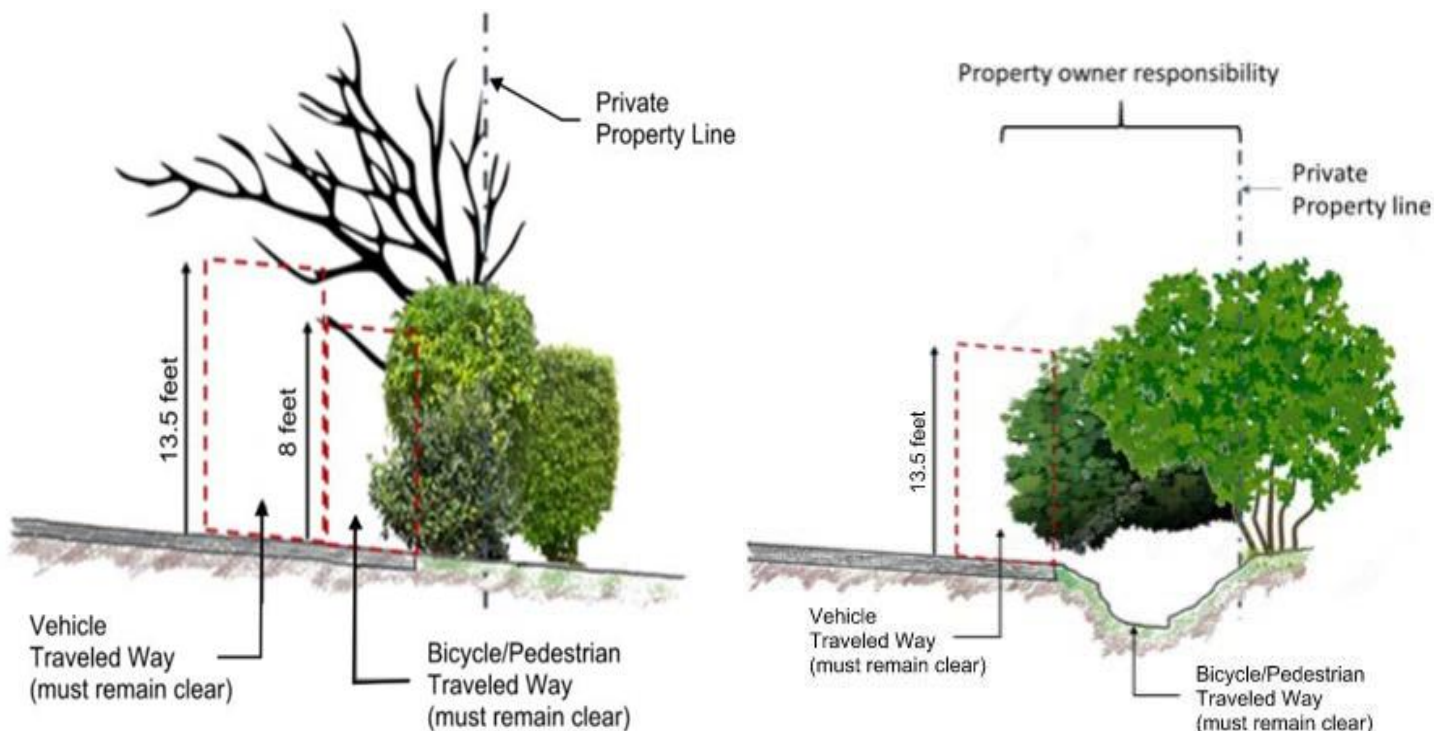 Private
Property Line
13.5 feet
8 feet
Vehicle
Traveled Way
(must remain clear)
Bicycle/Pedestrian
Traveled Way
(must remain clear)
Property owner responsibility
Private
Property line
13.5 feet
Vehicle
Traveled Way
(must remain clear)
Bicycle/Pedestrian
Traveled Way
(must remain clear)